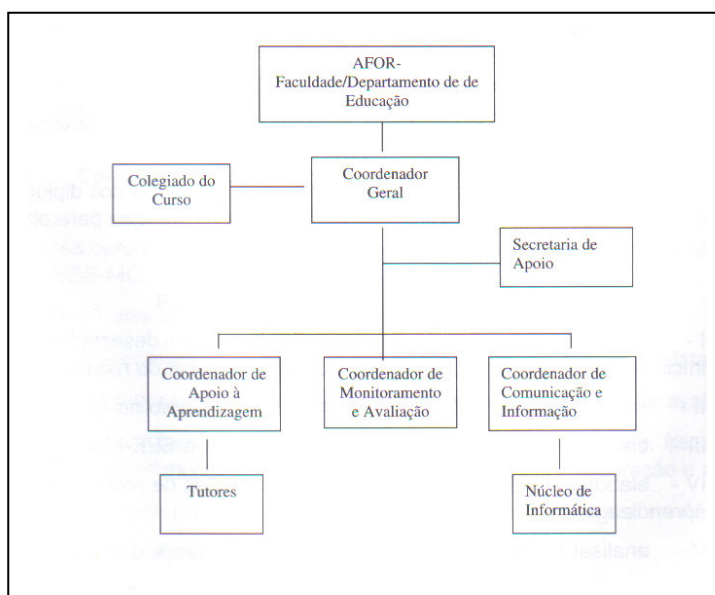 AFOR-
Faculdade/Departamento de de
Educação
Colegiado do
Curso
Coordenador
Geral
Secretaria de
Apoio
Coordenador de
Apoio à
Aprendizagem
Coordenador de
Monitoramento
e Avaliação
Coordenador de
Comunicação e
Informação
Tutores
Núcleo de
Informática